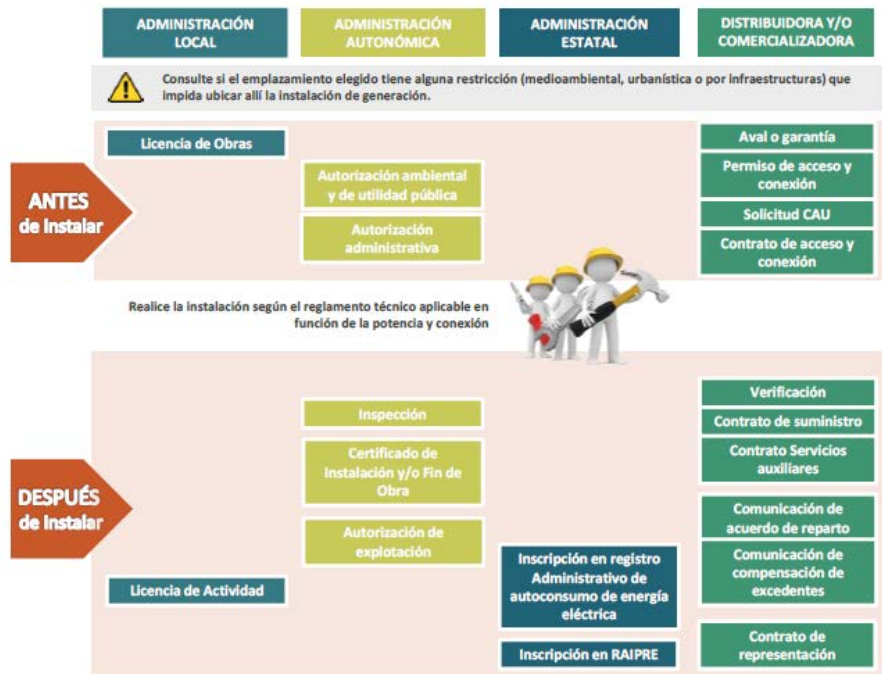 ADMINISTRACIÓN
LOCAL
ADMINISTRACIÓN
AUTONÓMICA
ADMINISTRACIÓN
ESTATAL
DISTRIBUIDORA Y/O
COMERCIALIZADORA
Consulte si el emplazamiento elegido tiene alguna restricción (medioambiental, urbanística o por infraestructuras) que
impida ubicar allí la instalación de generación.
ANTES
de Instalar
Licencia de Obras
Autorización ambiental
y de utilidad pública
Autorización
administrativa
Aval o garantía
Permiso de acceso y
conexión
Solicitud CAU
Contrato de acceso y
conexión
Realice la instalación según el reglamento técnico aplicable en
función de la potencia y conexión
DESPUÉS
de Instalar
Licencia de Actividad
Inspección
Certificado de
Instalación y/o Fin de
Obra
Autorización de
explotación
Inscripción en registro
Administrativo de
autoconsumo de energía
eléctrica
Inscripción en RAIPRE
Verificación
Contrato de suministro
Contrato Servicios
auxiliares
Comunicación de
acuerdo de reparto
Comunicación de
compensación de
excedentes
Contrato de
representación